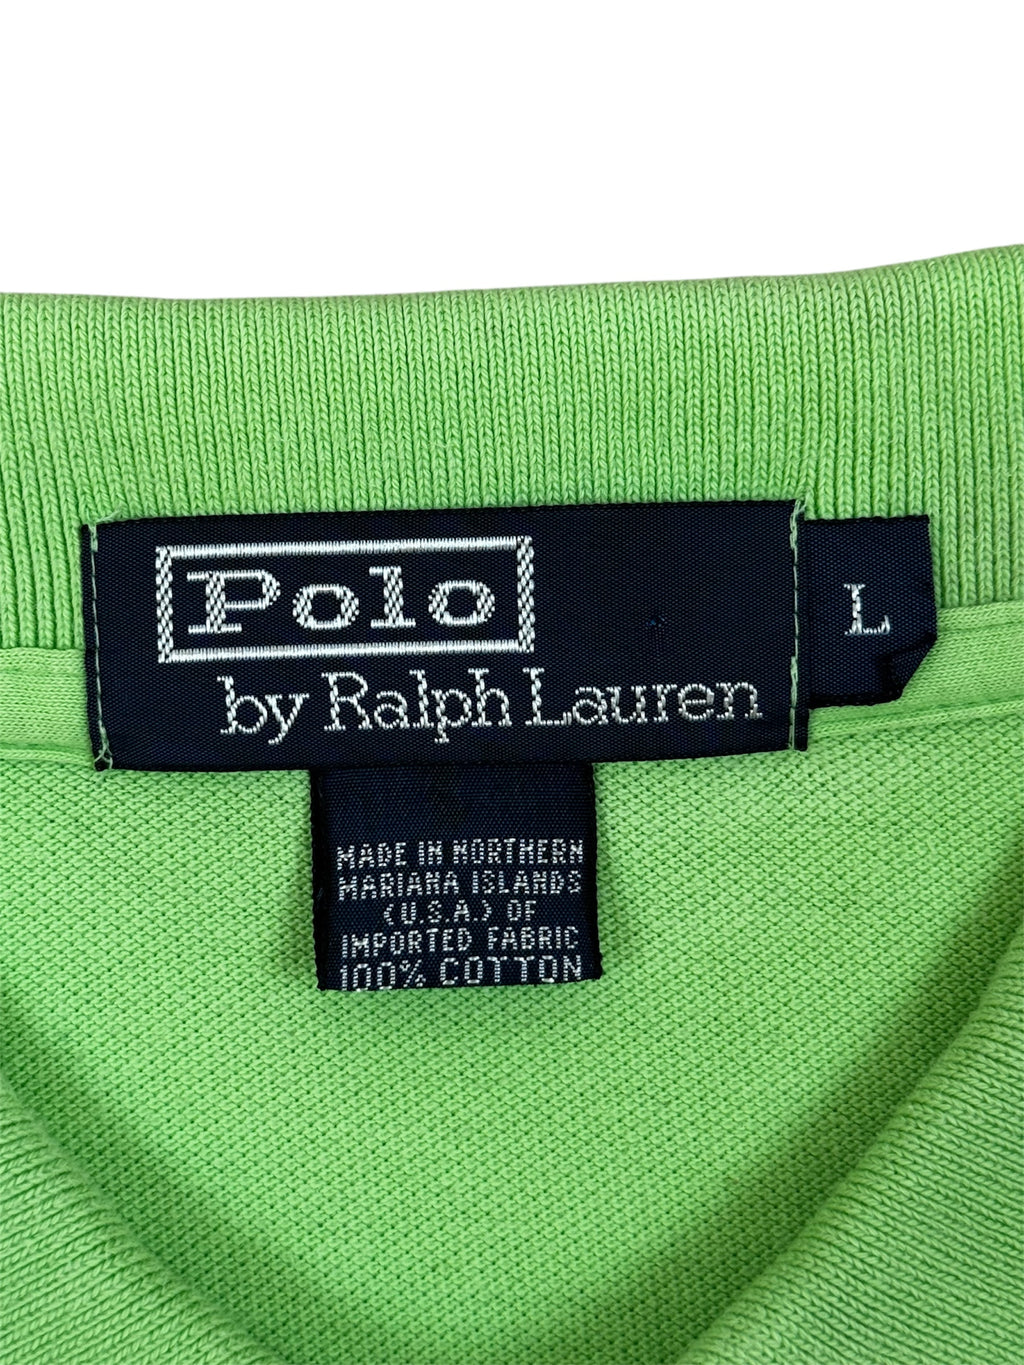 Polo
by Ralph Lauren
L
MADE IN NORTHERN
MARIANA ISLANDS
(U.S.A.) OF
IMPORTED FABRIC
100% COTTON